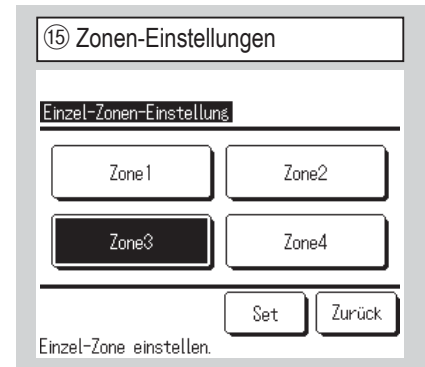 ⑮ Zonen-Einstellungen
Einzel-Zonen-Einstellung
Zone1 Zone2
Zone3 Zone4
Set Zurück
Einzel-Zone einstellen.